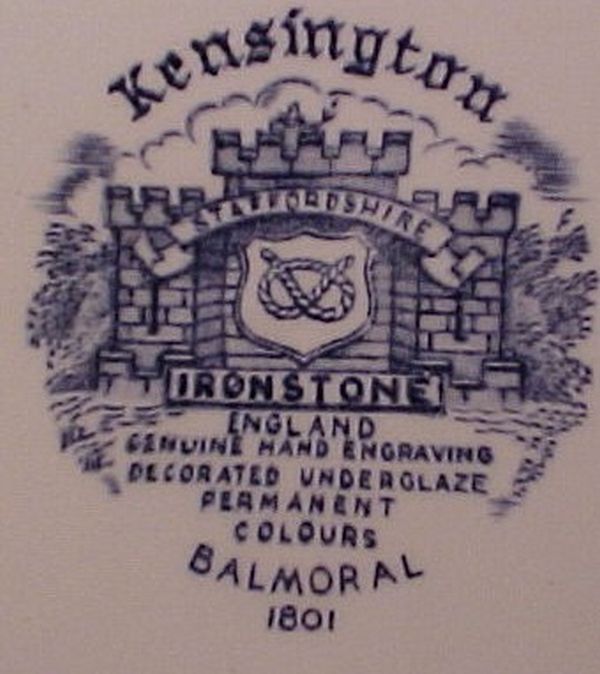 Kensington
STAFFORDSHIRE
IRONSTONE
ENGLAND
GENUINE HAND ENGRAVING
DECORATED UNDERGLAZE
PERMANENT
COLOURS
BALMORAL
1801